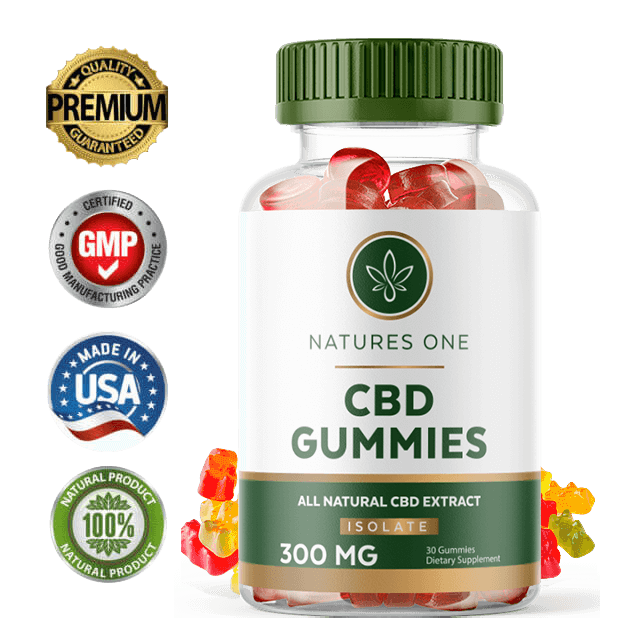 QUALITY
PREMIUM
GUARANTEED
CERTIFIED
GMP
GOOD MANUFACTURING PRACTICE
MADE IN
USA
NATURAL PRODUCT
100%
NATURAL PRODUCT
NATURES ONE
CBD
GUMMIES
ALL NATURAL CBD EXTRACT
ISOLATE
300 MG
30 Gummies
Dietary Supplement